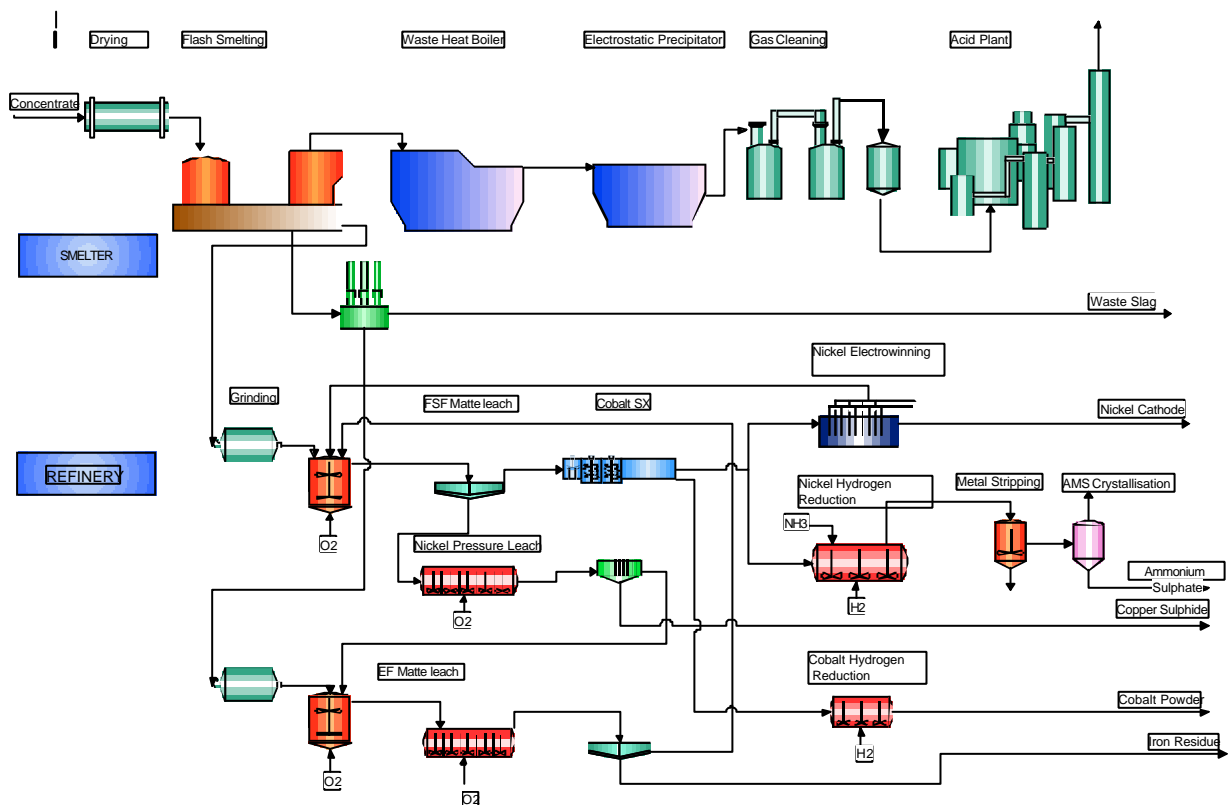 Drying
Flash Smelting
Waste Heat Boiler
Electrostatic Precipitator
Gas Cleaning
Acid Plant
Concentrate
SMELTER
Waste Slag
Nickel Electrowinning
Grinding
FSF Matte leach
Cobalt SX
Nickel Cathode
REFINERY
Nickel Hydrogen
Reduction
Metal Stripping
AMS Crystallisation
NH3
O2
Nickel Pressure Leach
Ammonium
Sulphate
H2
O2
Copper Sulphide
EF Matte leach
Cobalt Hydrogen
Reduction
Cobalt Powder
Iron Residue
H2
O2
O2